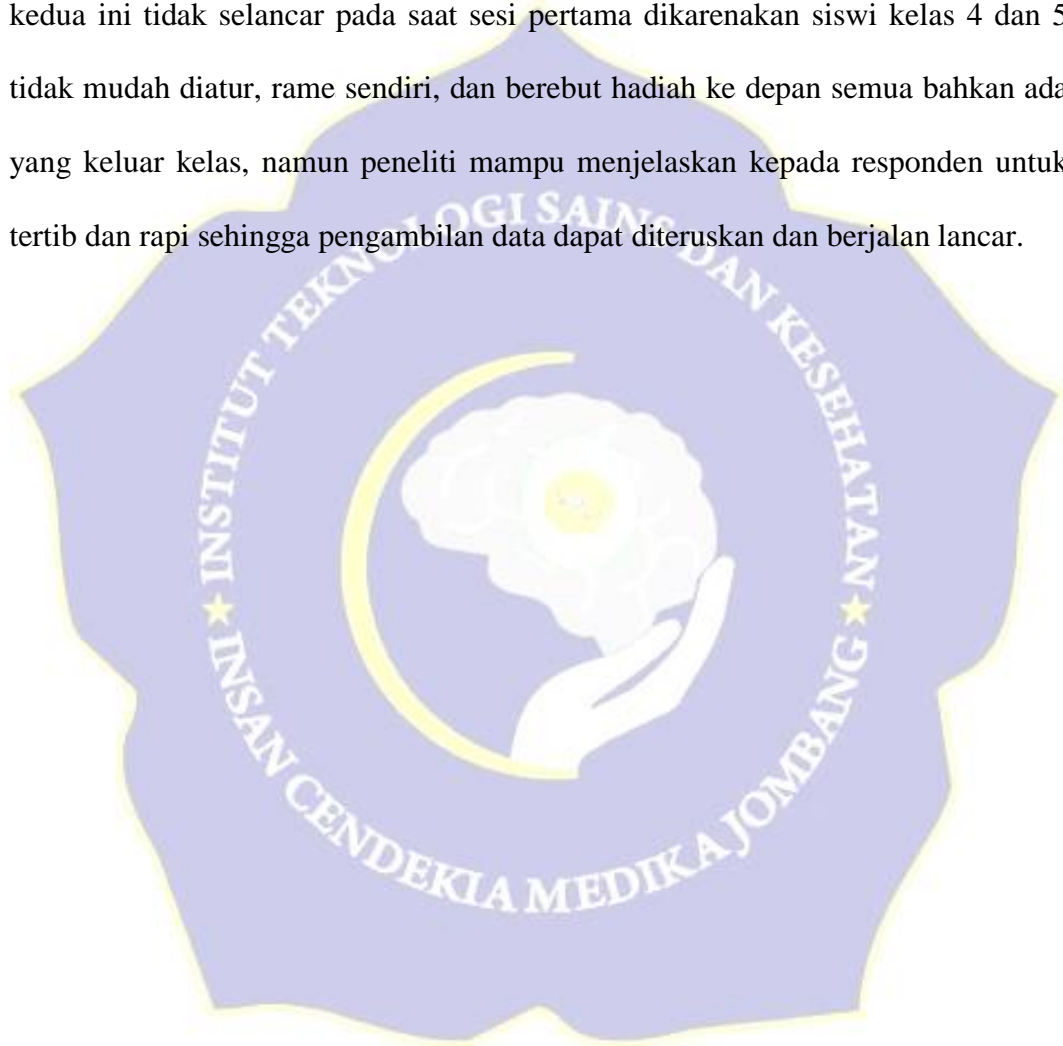 kedua ini tidak selancar pada saat sesi pertama dikarenakan siswi kelas 4 dan 5
tidak mudah diatur, rame sendiri, dan berebut hadiah ke depan semua bahkan ada
yang keluar kelas, namun peneliti mampu menjelaskan kepada responden untuk
tertib dan rapi sehingga pengambilan data dapat diteruskan dan berjalan lancar.
INSTITUT TEKNOLOGI SAINS DAN KESEHATAN
INSAN CENDEKIA MEDIKA JOMBANG